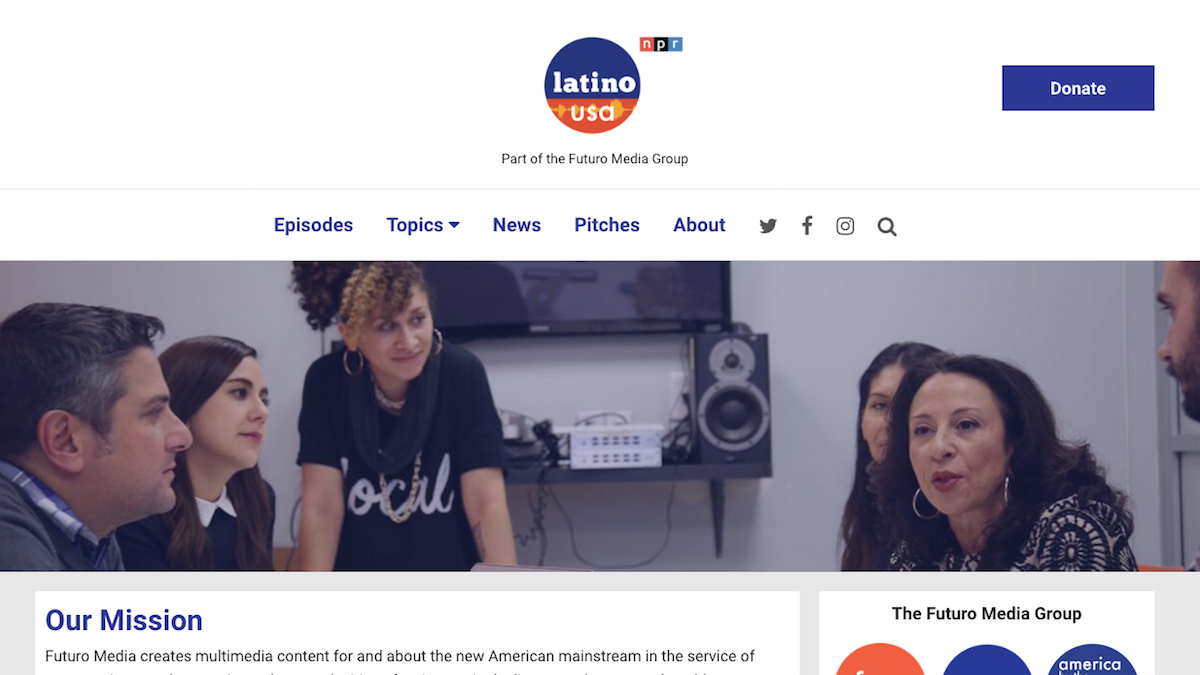 npr
latino
usa
Part of the Futuro Media Group
Donate
Episodes
Topics
News
Pitches
About
local
Our Mission
Futuro Media creates multimedia content for and about the new American mainstream in the service of
The Futuro Media Group
america